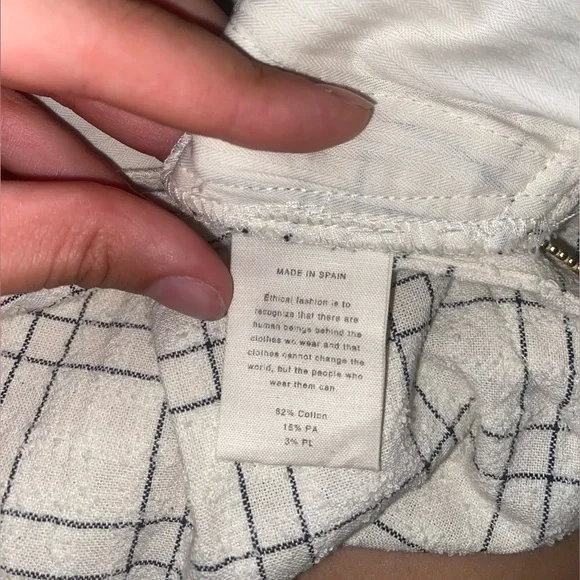 MADE IN SPAIN
Ethical fashion is to
recognize that there are
human beings behind the
clothes we wear and that
clothes cannot change the
world, but the people who
wear them can.
82% Cotton
15% PA
3% PL